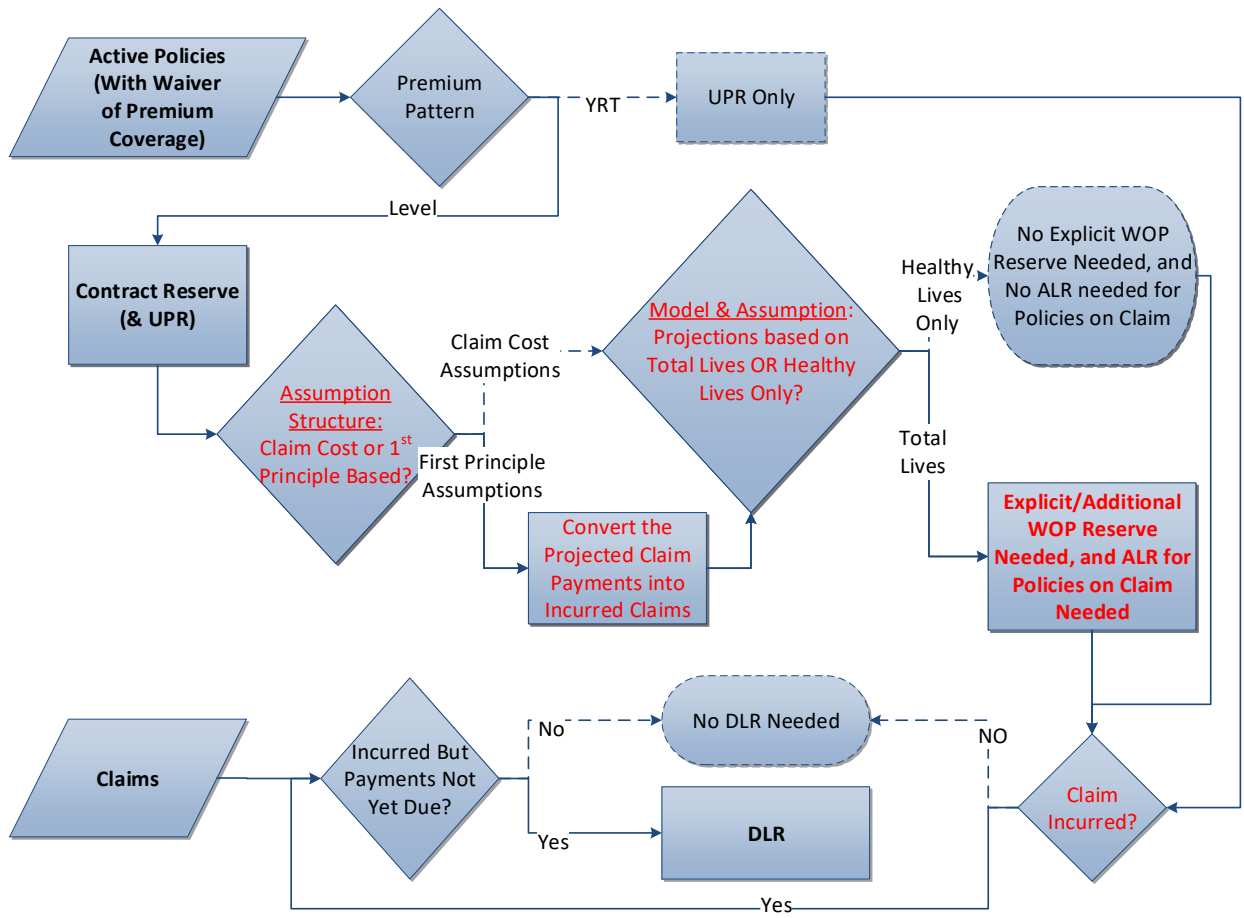 Active Policies
(With Waiver
of Premium
Coverage)
Premium
Pattern
YRT
UPR Only
Level
Contract Reserve
(& UPR)
Assumption
Structure:
Claim Cost or 1st
Principle Based?
Claim Cost
Assumptions
First Principle
Assumptions
Convert the
Projected Claim
Payments into
Incurred Claims
Model & Assumption:
Projections based on
Total Lives OR Healthy
Lives Only?
Healthy
Lives
Only
No Explicit WOP
Reserve Needed, and
No ALR needed for
Policies on Claim
Total
Lives
Explicit/Additional
WOP Reserve
Needed, and ALR for
Policies on Claim
Needed
Claims
Incurred But
Payments Not
Yet Due?
No
No DLR Needed
NO
Yes
DLR
Claim
Incurred?
Yes